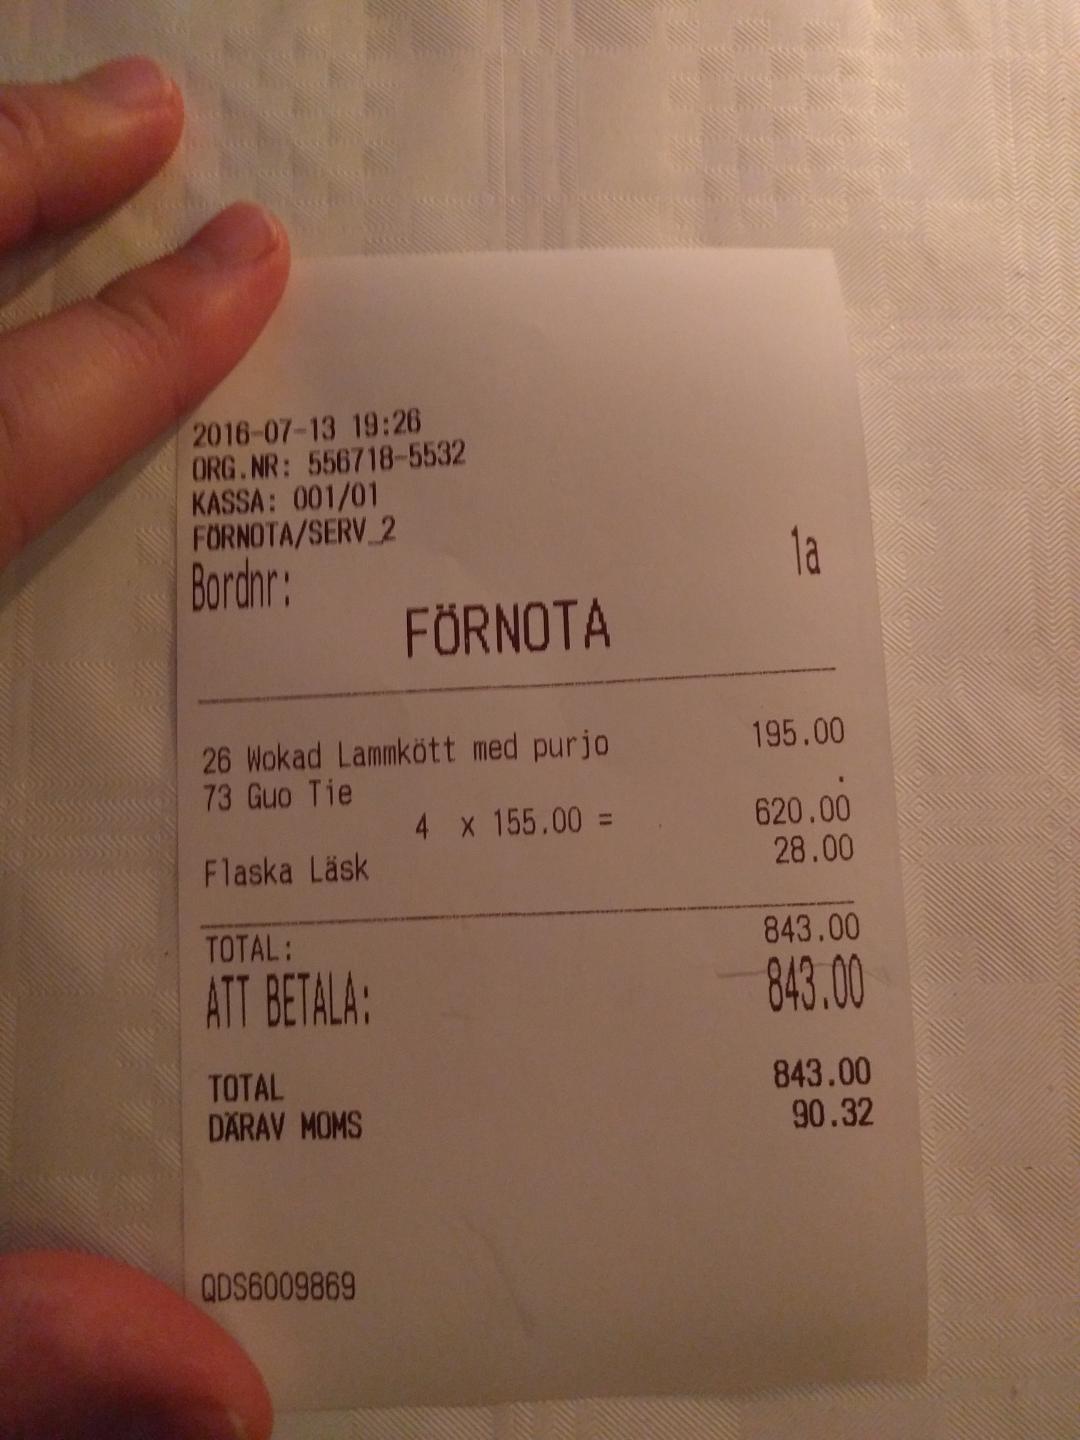 2016-07-13 19:26
ORG.NR: 556718-5532
KASSA: 001/01
FÖRNOTA/SERV_2
Bordnr: 1a
FÖRNOTA
26 Wokad Lammkött med purjo 195.00
73 Guo Tie .
4 x 155.00 = 620.00
Flaska Läsk 28.00
TOTAL: 843.00
ATT BETALA: 843.00
TOTAL 843.00
DÄRAV MOMS 90.32
QDS6009869